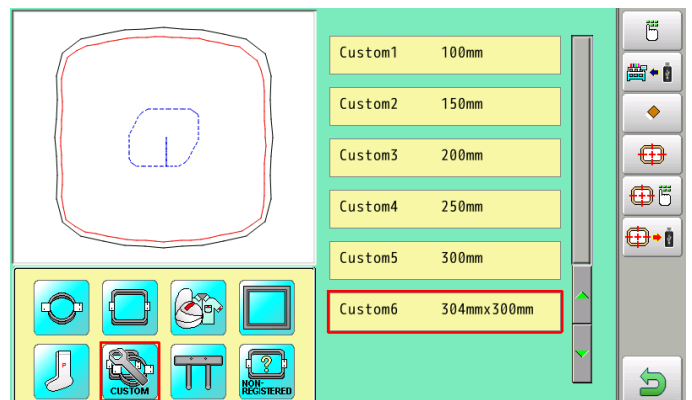 Custom1 100mm
Custom2 150mm
Custom3 200mm
Custom4 250mm
Custom5 300mm
Custom6 304mmx300mm
P
CUSTOM
?
NON-
REGISTERED